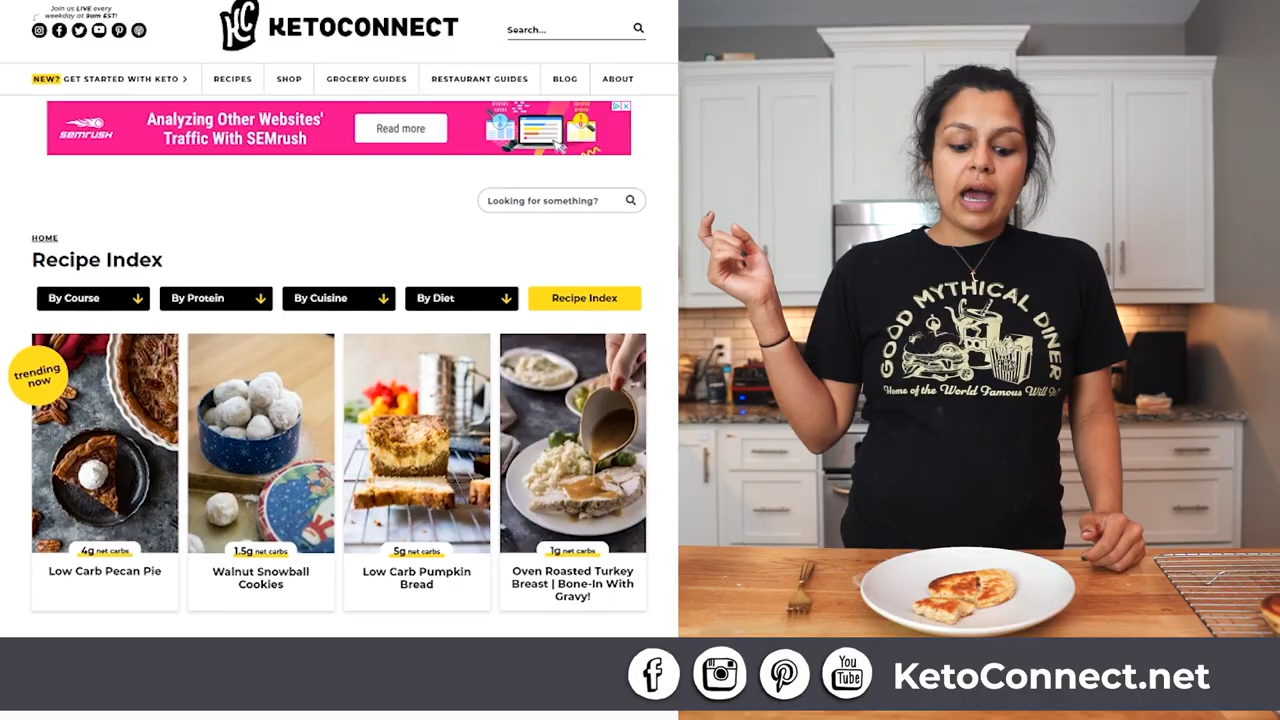 Join us LIVE every
weekday at 9am EST!
KC KETOCONNECT
Search...
NEW? GET STARTED WITH KETO >
RECIPES
SHOP
GROCERY GUIDES
RESTAURANT GUIDES
BLOG
ABOUT
SEMRUSH
Analyzing Other Websites'
Traffic With SEMrush
Read more
Looking for something?
HOME
Recipe Index
By Course
By Protein
By Cuisine
By Diet
Recipe Index
trending
now
4g net carbs
Low Carb Pecan Pie
1.5g net carbs
Walnut Snowball
Cookies
5g net carbs
Low Carb Pumpkin
Bread
1g net carbs
Oven Roasted Turkey
Breast | Bone-In With
Gravy!
GOOD MYTHICAL DINER
Home of the World Famous Will It?
You
Tube
KetoConnect.net